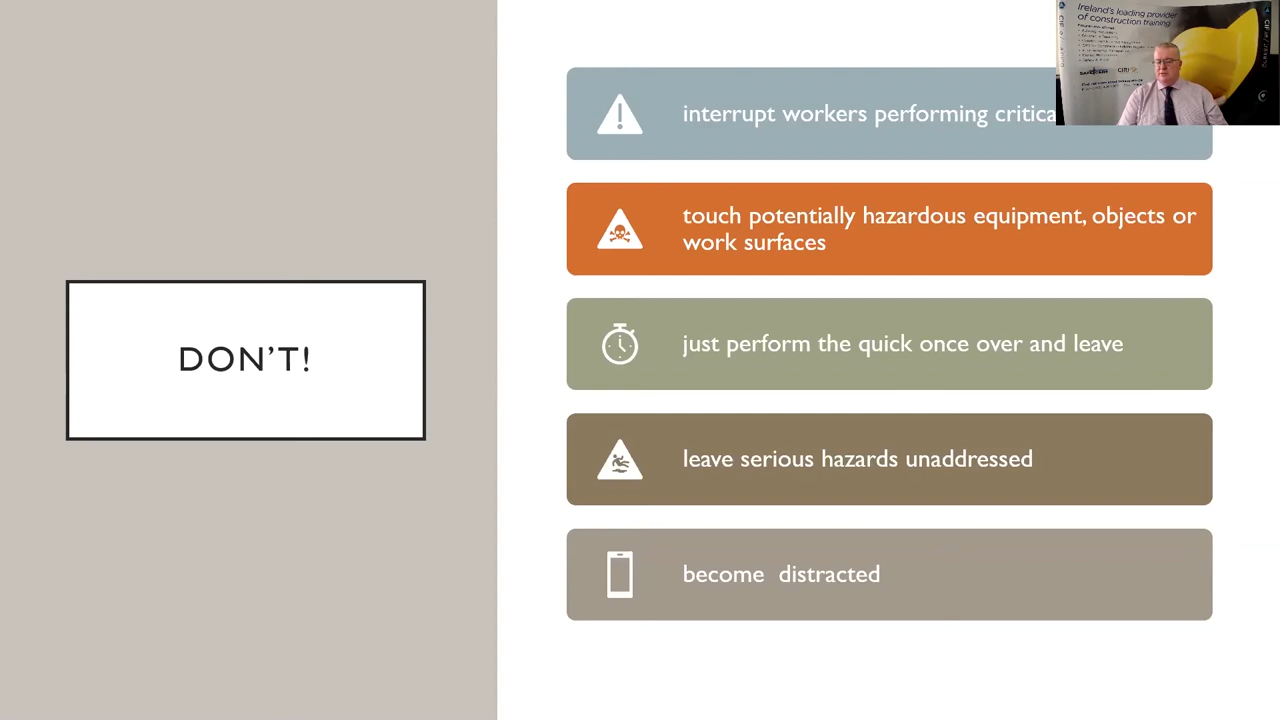 Ireland's leading provider
of construction training
interrupt workers performing critica
touch potentially hazardous equipment, objects or
work surfaces
just perform the quick once over and leave
DON'T!
leave serious hazards unaddressed
become distracted